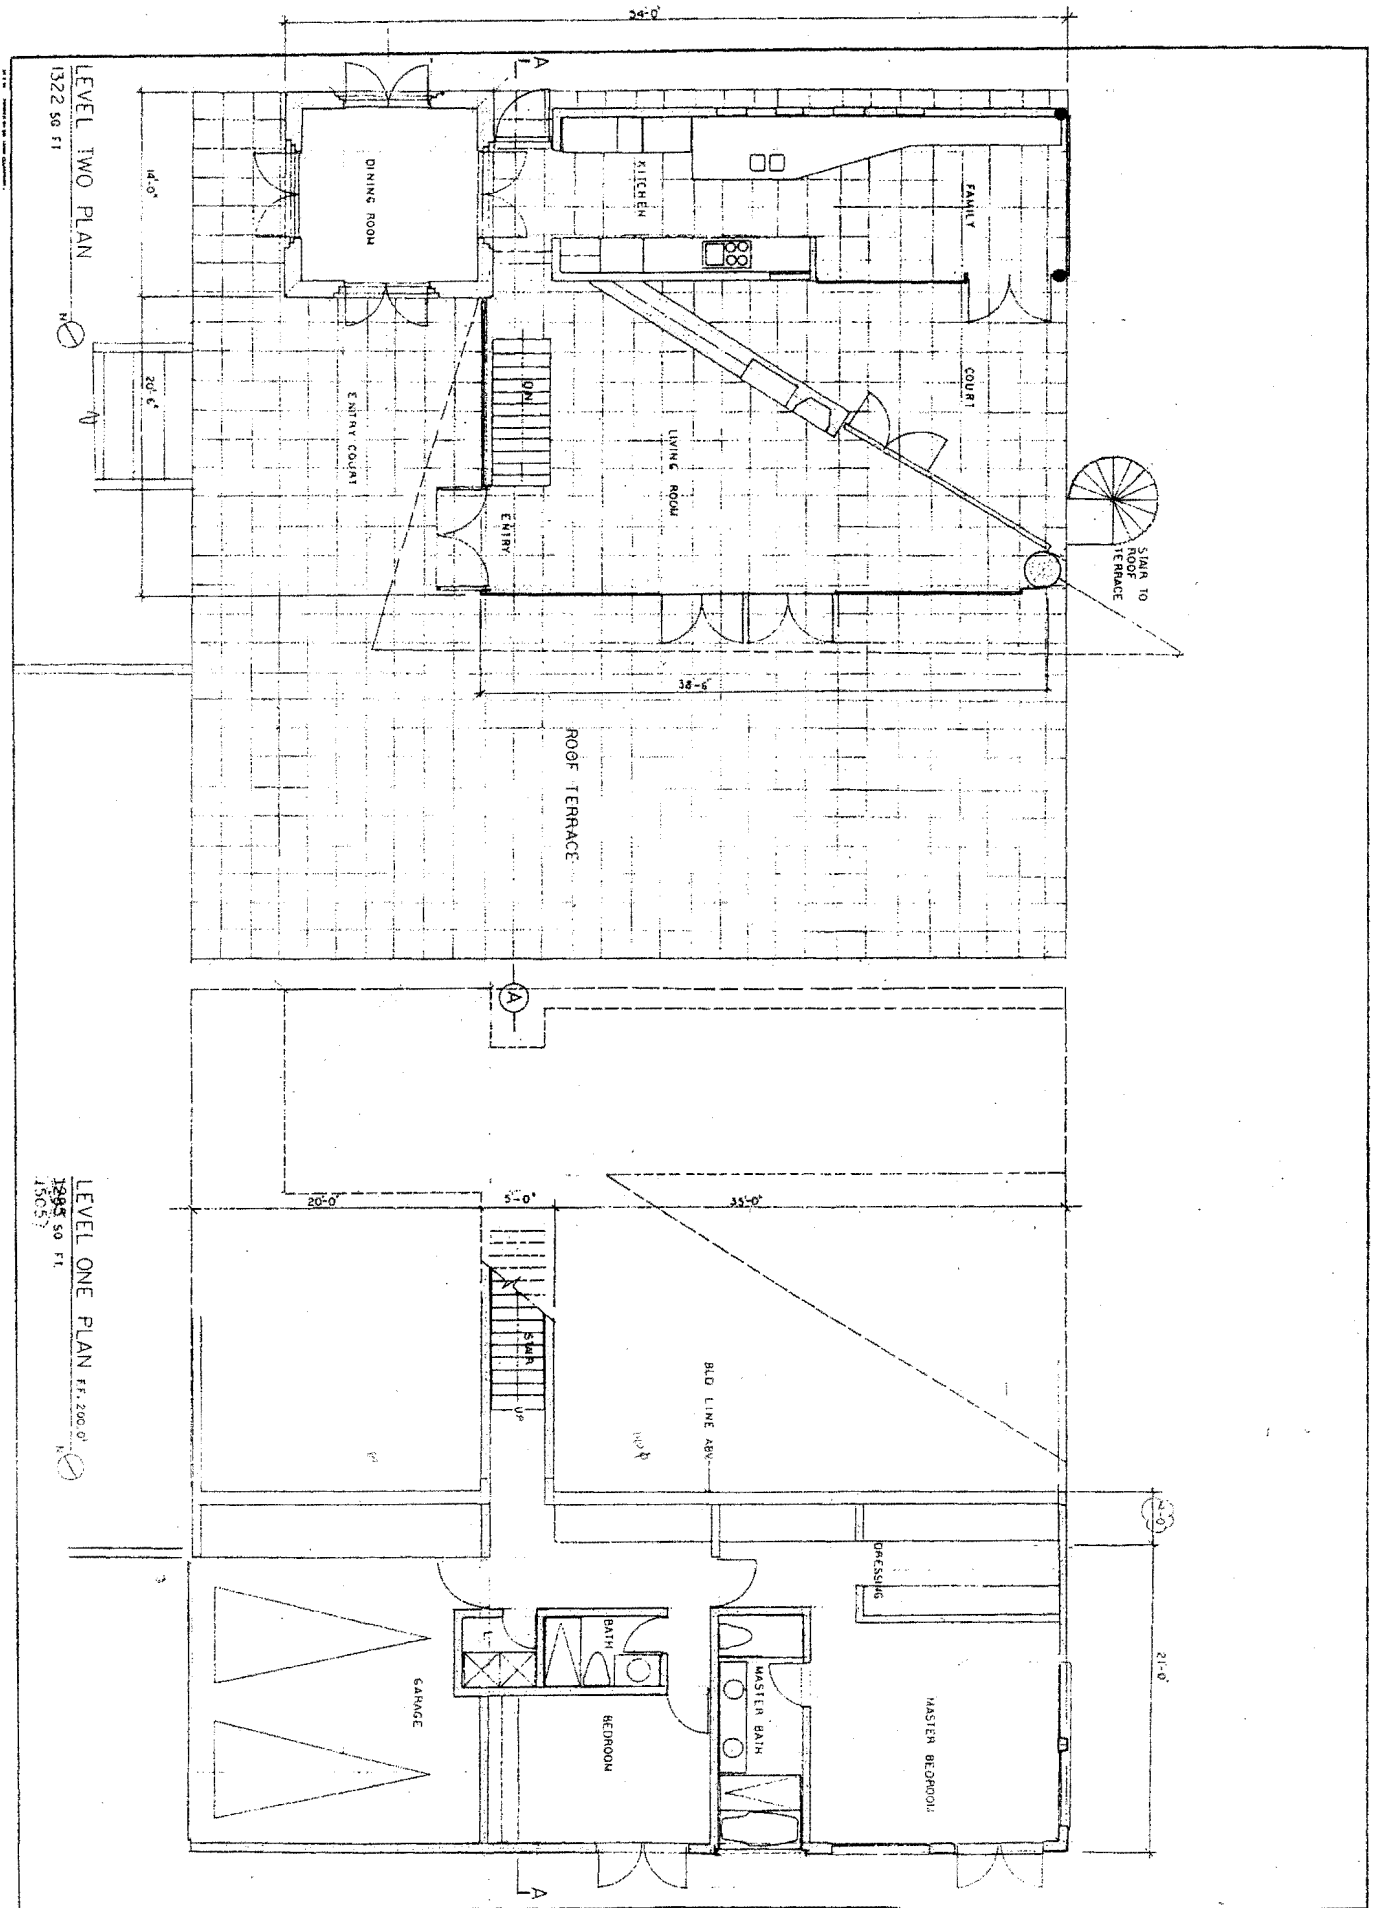 54'-0"
A
LEVEL TWO PLAN
1322 SQ FT
N
14'-0"
20'-6"
DINING ROOM
KITCHEN
FAMILY
COURT
ENTRY COURT
DN
LIVING ROOM
ENTRY
STAIR TO
ROOF
TERRACE
38'-6"
ROOF TERRACE
A
LEVEL ONE PLAN F.F. 200.0'
1505 SQ FT.
N
20'-0"
5'-0"
35'-0"
STAIR
UP
BLD LINE ABV.
2'-0"
21'-0"
DRESSING
L
BATH
GARAGE
BEDROOM
MASTER BATH
MASTER BEDROOM
A